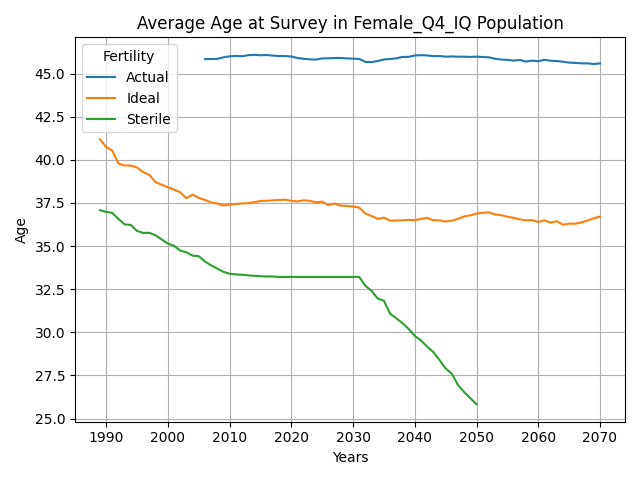 Average Age at Survey in Female_Q4_IQ Population
Fertility
Actual
Ideal
Sterile
45.0
42.5
40.0
37.5
35.0
32.5
30.0
27.5
25.0
Age
1990 2000 2010 2020 2030 2040 2050 2060 2070
Years